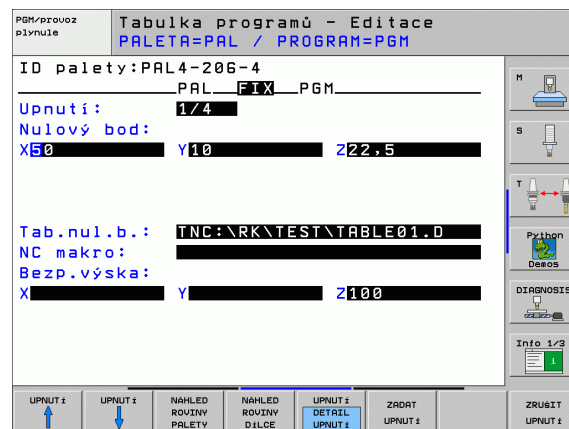 PGM/provoz
plynule
Tabulka programů – Editace
PALETA=PAL / PROGRAM=PGM
ID palety:PAL4-206-4
PAL FIX PGM
Upnutí: 1/4
Nulový bod:
X50 Y10 Z22,5
Tab.nul.b.: TNC:\RK\TEST\TABLE01.D
NC makro:
Bezp.výska:
X Y Z100
M
S
T
Python
Demos
DIAGNOSIS
Info 1/3
UPNUTÍ
UPNUTÍ
NAHLED
ROVINY
PALETY
NAHLED
ROVINY
DÍLCE
UPNUTÍ
DETAIL
UPNUTÍ
ZADAT
UPNUTÍ
ZRUŠIT
UPNUTÍ